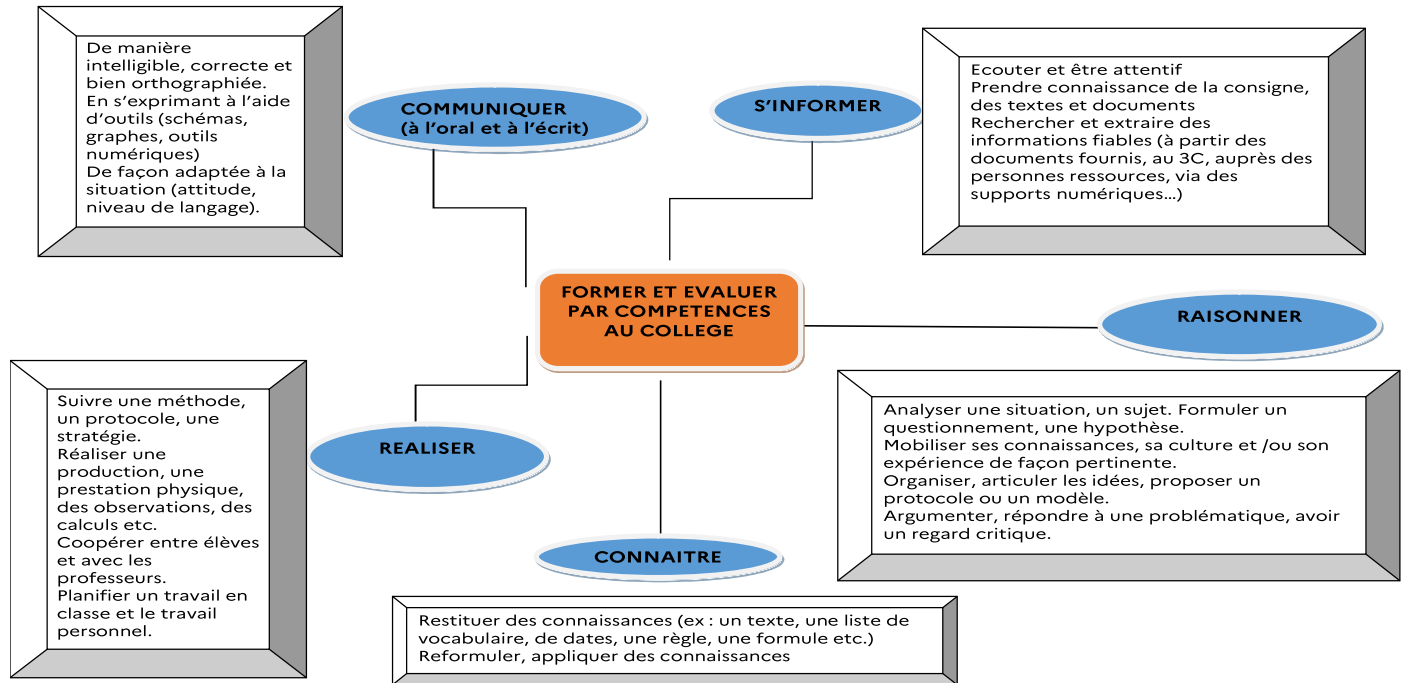 De manière
intelligible, correcte et
bien orthographiée.
En s'exprimant à l'aide
d'outils (schémas,
graphes, outils
numériques)
De façon adaptée à la
situation (attitude,
niveau de langage).
COMMUNIQUER
(à l'oral et à l'écrit)
S'INFORMER
Ecouter et être attentif
Prendre connaissance de la consigne,
des textes et documents
Rechercher et extraire des
informations fiables (à partir des
documents fournis, au 3C, auprès des
personnes ressources, via des
supports numériques…)
FORMER ET EVALUER
PAR COMPETENCES
AU COLLEGE
RAISONNER
Analyser une situation, un sujet. Formuler un
questionnement, une hypothèse.
Mobiliser ses connaissances, sa culture et /ou son
expérience de façon pertinente.
Organiser, articuler les idées, proposer un
protocole ou un modèle.
Argumenter, répondre à une problématique, avoir
un regard critique.
REALISER
Suivre une méthode,
un protocole, une
stratégie.
Réaliser une
production, une
prestation physique,
des observations, des
calculs etc.
Coopérer entre élèves
et avec les
professeurs.
Planifier un travail en
classe et le travail
personnel.
CONNAITRE
Restituer des connaissances (ex : un texte, une liste de
vocabulaire, de dates, une règle, une formule etc.)
Reformuler, appliquer des connaissances